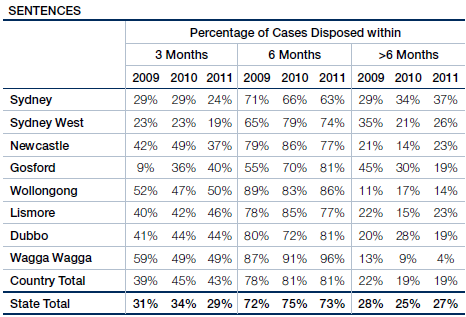 SENTENCES
Percentage of Cases Disposed within
3 Months 6 Months >6 Months
2009 2010 2011 2009 2010 2011 2009 2010 2011
Sydney 29% 29% 24% 71% 66% 63% 29% 34% 37%
Sydney West 23% 23% 19% 65% 79% 74% 35% 21% 26%
Newcastle 42% 49% 37% 79% 86% 77% 21% 14% 23%
Gosford 9% 36% 40% 55% 70% 81% 45% 30% 19%
Wollongong 52% 47% 50% 89% 83% 86% 11% 17% 14%
Lismore 40% 42% 46% 78% 85% 77% 22% 15% 23%
Dubbo 41% 44% 44% 80% 72% 81% 20% 28% 19%
Wagga Wagga 59% 49% 49% 87% 91% 96% 13% 9% 4%
Country Total 39% 45% 43% 78% 81% 81% 22% 19% 19%
State Total 31% 34% 29% 72% 75% 73% 28% 25% 27%